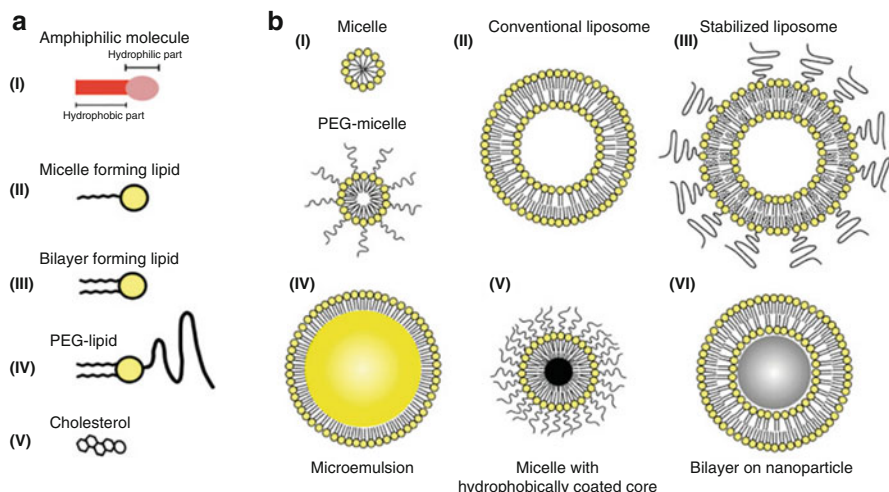 a
Amphiphilic molecule
Hydrophilic part
(I)
Hydrophobic part
Micelle forming lipid
(II)
Bilayer forming lipid
(III)
PEG-lipid
(IV)
Cholesterol
(V)
b
Micelle
(I)
PEG-micelle
Conventional liposome
(II)
Stabilized liposome
(III)
(IV)
Microemulsion
(V)
Micelle with
hydrophobically coated core
(VI)
Bilayer on nanoparticle